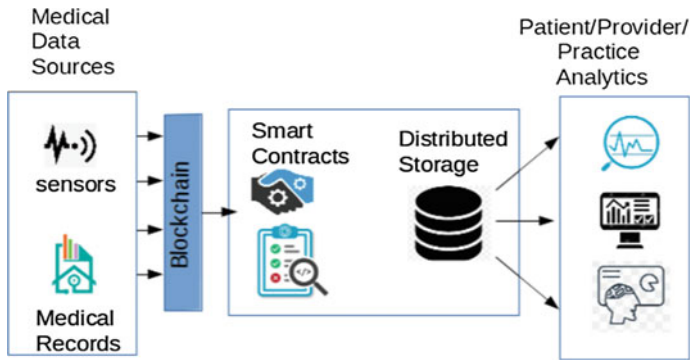 Medical
Data
Sources
sensors
Medical
Records
Blockchain
Smart
Contracts
Distributed
Storage
Patient/Provider/
Practice
Analytics